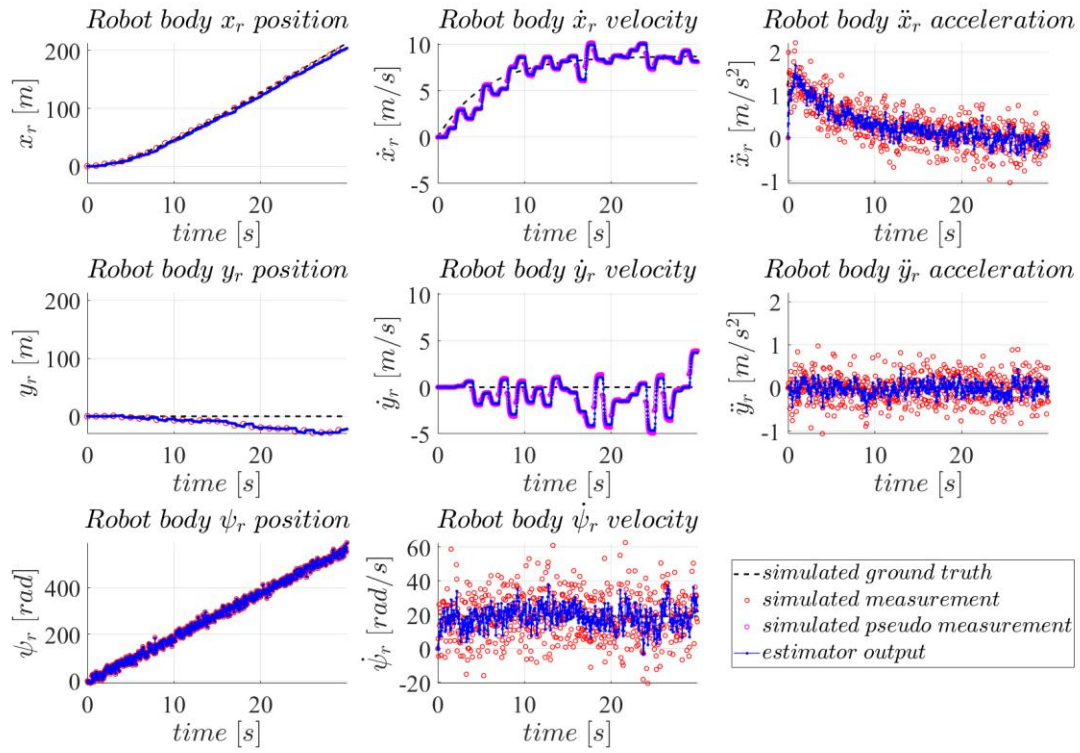 Robot body x_r position
200
100
0
x_r [m]
0 10 20
time [s]
Robot body ẋ_r velocity
10
5
0
-5
ẋ_r [m/s]
0 10 20
time [s]
Robot body ẍ_r acceleration
2
1
0
-1
ẍ_r [m/s²]
0 10 20
time [s]
Robot body y_r position
200
100
0
y_r [m]
0 10 20
time [s]
Robot body ẏ_r velocity
10
5
0
-5
ẏ_r [m/s]
0 10 20
time [s]
Robot body ÿ_r acceleration
2
1
0
-1
ÿ_r [m/s²]
0 10 20
time [s]
Robot body ψ_r position
400
200
0
ψ_r [rad]
0 10 20
time [s]
Robot body ψ̇_r velocity
60
40
20
0
-20
ψ̇_r [rad/s]
0 10 20
time [s]
simulated ground truth
simulated measurement
simulated pseudo measurement
estimator output